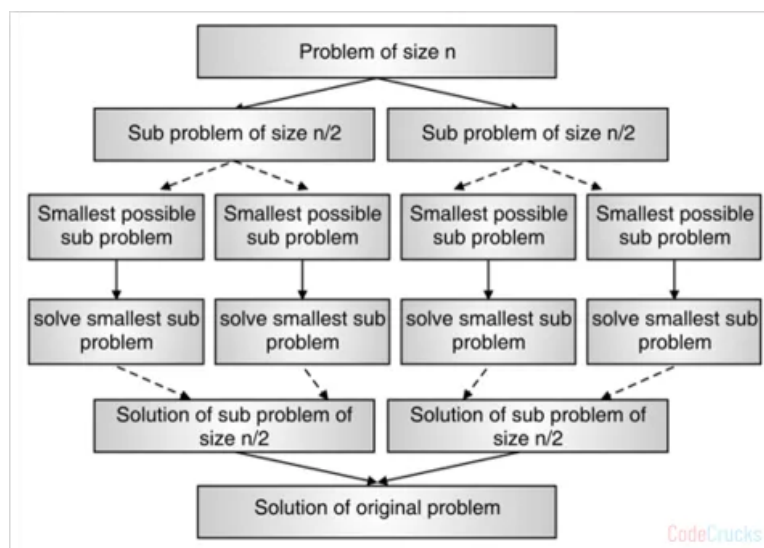 Problem of size n
Sub problem of size n/2
Sub problem of size n/2
Smallest possible
sub problem
Smallest possible
sub problem
Smallest possible
sub problem
Smallest possible
sub problem
solve smallest sub
problem
solve smallest sub
problem
solve smallest sub
problem
solve smallest sub
problem
Solution of sub problem of
size n/2
Solution of sub problem of
size n/2
Solution of original problem
CodeCrucks